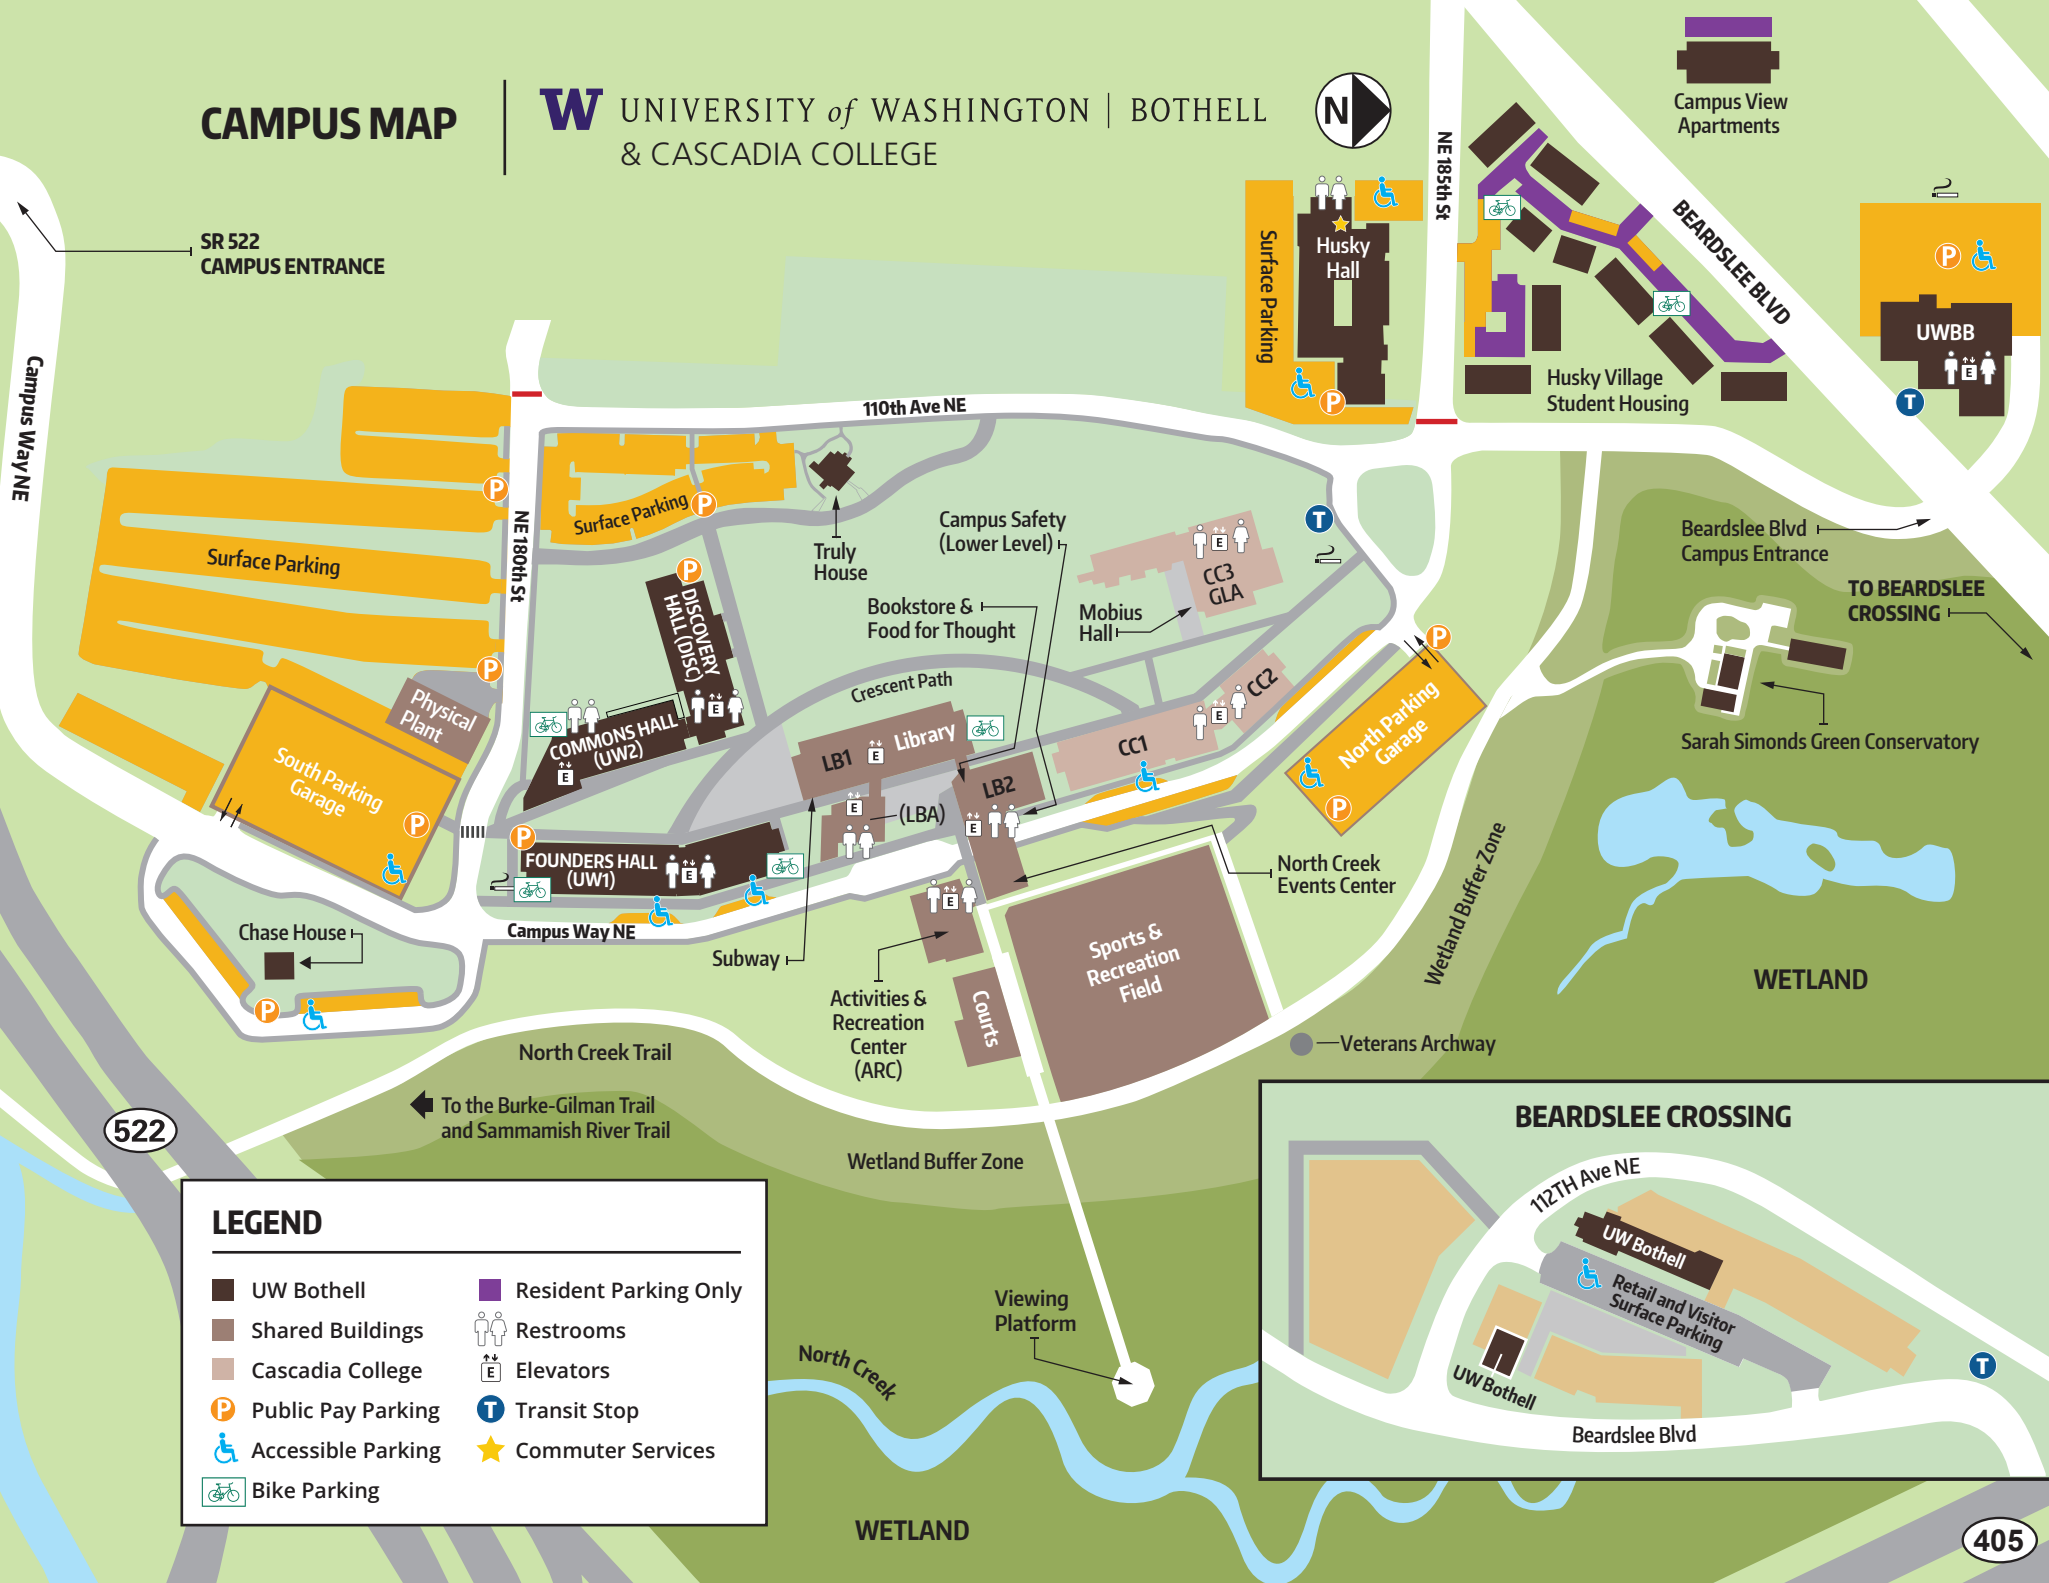 CAMPUS MAP
W UNIVERSITY of WASHINGTON | BOTHELL
& CASCADIA COLLEGE
N
Campus View
Apartments
NE 185th St
BEARDSLEE BLVD
SR 522
CAMPUS ENTRANCE
Surface Parking
Husky
Hall
P
UWBB
E
T
Husky Village
Student Housing
P
Campus Way NE
110th Ave NE
P
NE 180th St
Surface Parking
P
Surface Parking
Truly
House
Campus Safety
(Lower Level)
T
E
CC3
GLA
Beardslee Blvd
Campus Entrance
TO BEARDSLEE
CROSSING
P
DISCOVERY
HALL (DISC)
E
Bookstore &
Food for Thought
Mobius
Hall
P
P
Physical
Plant
Crescent Path
CC2
E
North Parking
Garage
P
Sarah Simonds Green Conservatory
COMMONS HALL
(UW2)
E
LB1
E
Library
CC1
LB2
South Parking
Garage
P
E
(LBA)
E
P
FOUNDERS HALL
(UW1)
E
North Creek
Events Center
Wetland Buffer Zone
E
Campus Way NE
Chase House
P
Subway
Sports &
Recreation
Field
WETLAND
Activities &
Recreation
Center
(ARC)
Courts
Veterans Archway
North Creek Trail
To the Burke-Gilman Trail
and Sammamish River Trail
522
Wetland Buffer Zone
LEGEND
UW Bothell
Shared Buildings
Cascadia College
P Public Pay Parking
Accessible Parking
Bike Parking
Resident Parking Only
Restrooms
E Elevators
T Transit Stop
Commuter Services
Viewing
Platform
North Creek
WETLAND
BEARDSLEE CROSSING
112TH Ave NE
UW Bothell
Retail and Visitor
Surface Parking
UW Bothell
T
Beardslee Blvd
405